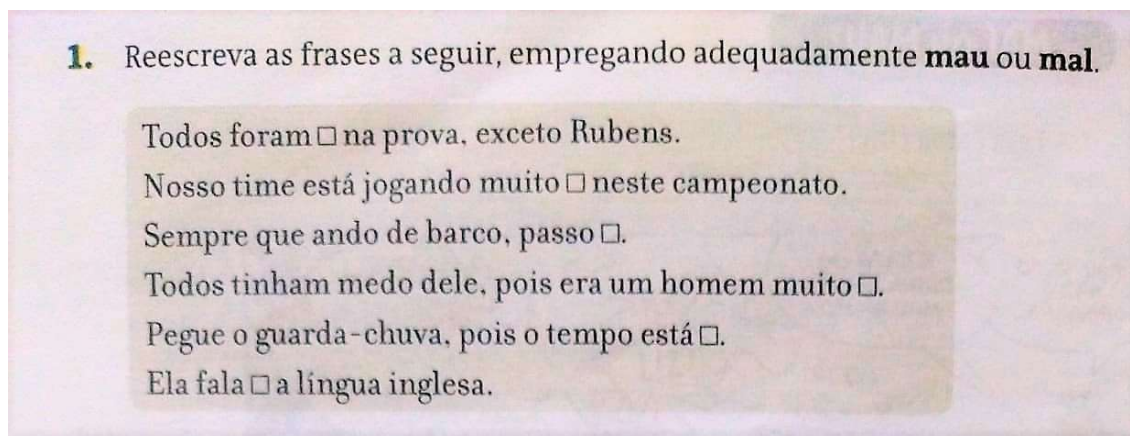 1. Reescreva as frases a seguir, empregando adequadamente mau ou mal.
Todos foram □ na prova, exceto Rubens.
Nosso time está jogando muito □ neste campeonato.
Sempre que ando de barco, passo □.
Todos tinham medo dele, pois era um homem muito □.
Pegue o guarda-chuva, pois o tempo está □.
Ela fala □ a língua inglesa.